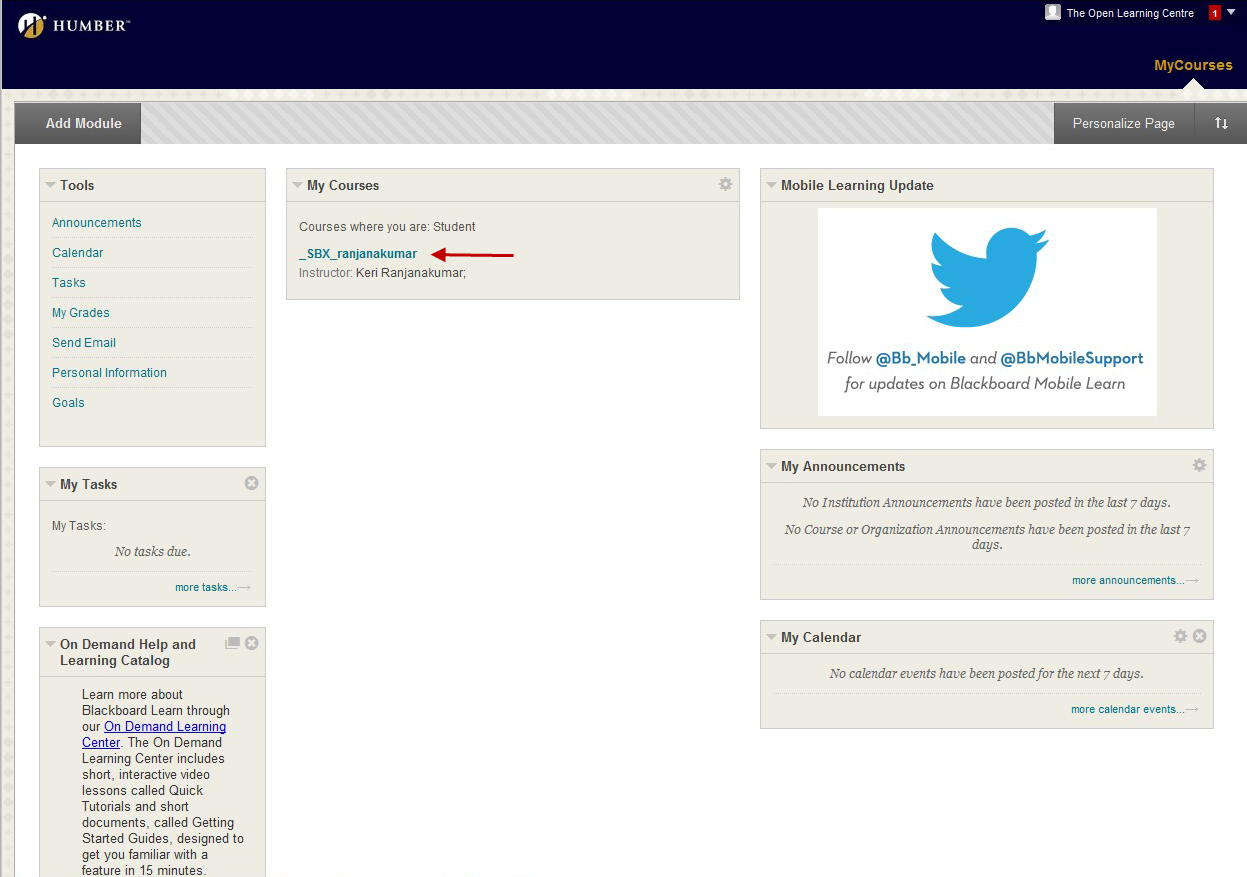 HUMBER™
The Open Learning Centre
1
MyCourses
Add Module
Personalize Page
Tools
Announcements
Calendar
Tasks
My Grades
Send Email
Personal Information
Goals
My Tasks
My Tasks:
No tasks due.
more tasks...
On Demand Help and
Learning Catalog
Learn more about
Blackboard Learn through
our On Demand Learning
Center. The On Demand
Learning Center includes
short, interactive video
lessons called Quick
Tutorials and short
documents, called Getting
Started Guides, designed to
get you familiar with a
feature in 15 minutes.
My Courses
Courses where you are: Student
_SBX_ranjanakumar
Instructor: Keri Ranjanakumar;
Mobile Learning Update
Follow @Bb_Mobile and @BbMobileSupport
for updates on Blackboard Mobile Learn
My Announcements
No Institution Announcements have been posted in the last 7 days.
No Course or Organization Announcements have been posted in the last 7
days.
more announcements...
My Calendar
No calendar events have been posted for the next 7 days.
more calendar events...